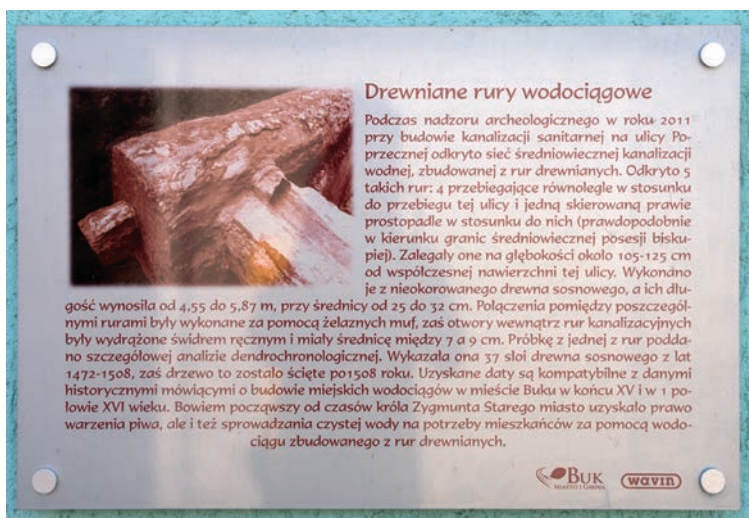 Drewniane rury wodociągowe
Podczas nadzoru archeologicznego w roku 2011
przy budowie kanalizacji sanitarnej na ulicy Po-
przecznej odkryto sieć średniowiecznej kanalizacji
wodnej, zbudowanej z rur drewnianych. Odkryto 5
takich rur: 4 przebiegające równolegle w stosunku
do przebiegu tej ulicy i jedną skierowaną prawie
prostopadle w stosunku do nich (prawdopodobnie
w kierunku granic średniowiecznej posesji bisku-
piej). Zalegały one na głębokości około 105-125 cm
od współczesnej nawierzchni tej ulicy. Wykonano
je z nieokorowanego drewna sosnowego, a ich dłu-
gość wynosiła od 4,55 do 5,87 m, przy średnicy od 25 do 32 cm. Połączenia pomiędzy poszczegól-
nymi rurami były wykonane za pomocą żelaznych muf, zaś otwory wewnątrz rur kanalizacyjnych
były wydrążone świdrem ręcznym i miały średnicę między 7 a 9 cm. Próbkę z jednej z rur podda-
no szczegółowej analizie dendrochronologicznej. Wykazała ona 37 słoi drewna sosnowego z lat
1472-1508, zaś drzewo to zostało ścięte po1508 roku. Uzyskane daty są kompatybilne z danymi
historycznymi mówiącymi o budowie miejskich wodociągów w mieście Buku w końcu XV i w 1 po-
łowie XVI wieku. Bowiem począwszy od czasów króla Zygmunta Starego miasto uzyskało prawo
warzenia piwa, ale i też sprowadzania czystej wody na potrzeby mieszkańców za pomocą wodo-
ciągu zbudowanego z rur drewnianych.
BUK
MIASTO I GMINA
wavin